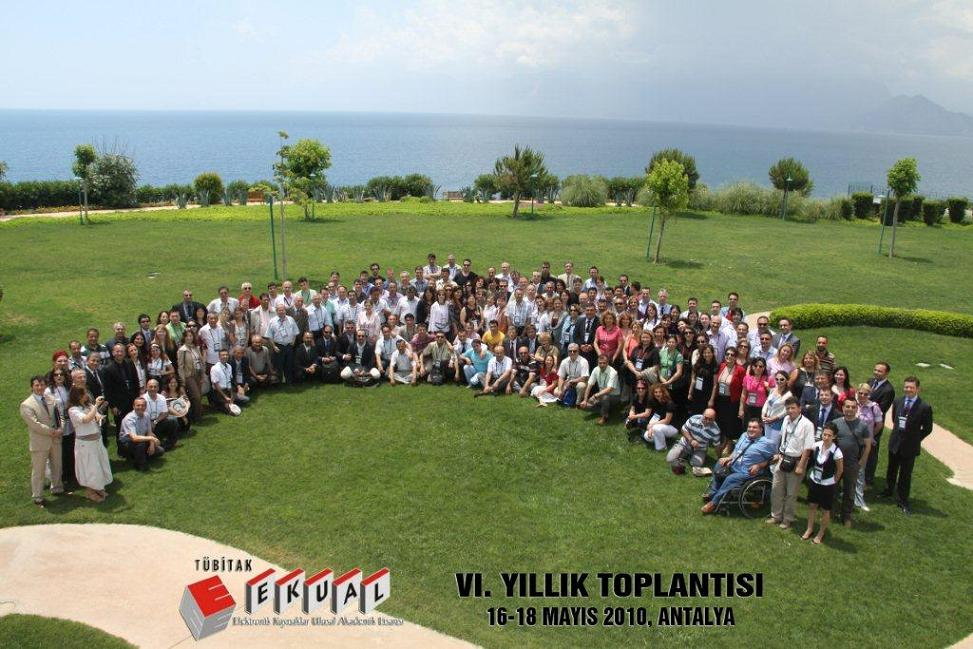 TÜBİTAK
EKUAL
Elektronik Kaynaklar Ulusal Akademik Lisansı
VI. YILLIK TOPLANTISI
16-18 MAYIS 2010, ANTALYA